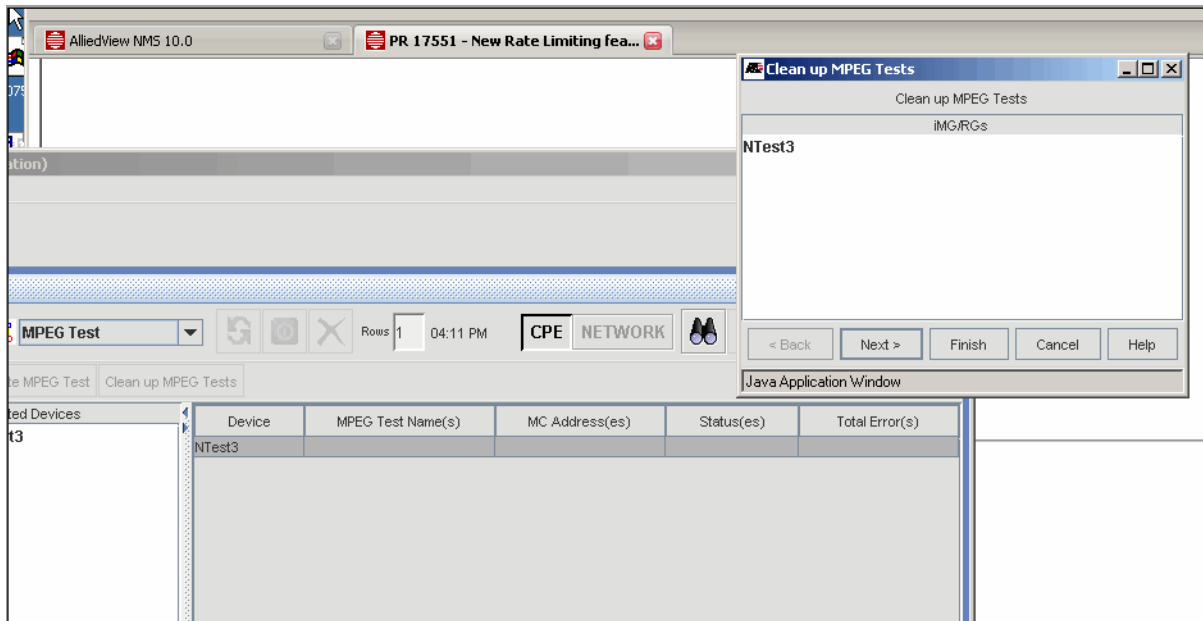 AlliedView NMS 10.0
PR 17551 - New Rate Limiting fea...
075
ation)
MPEG Test
Rows 1
04:11 PM
CPE
NETWORK
te MPEG Test
Clean up MPEG Tests
ted Devices
t3
Device
MPEG Test Name(s)
MC Address(es)
Status(es)
Total Error(s)
NTest3
Clean up MPEG Tests
Clean up MPEG Tests
iMG/RGs
NTest3
< Back
Next >
Finish
Cancel
Help
Java Application Window